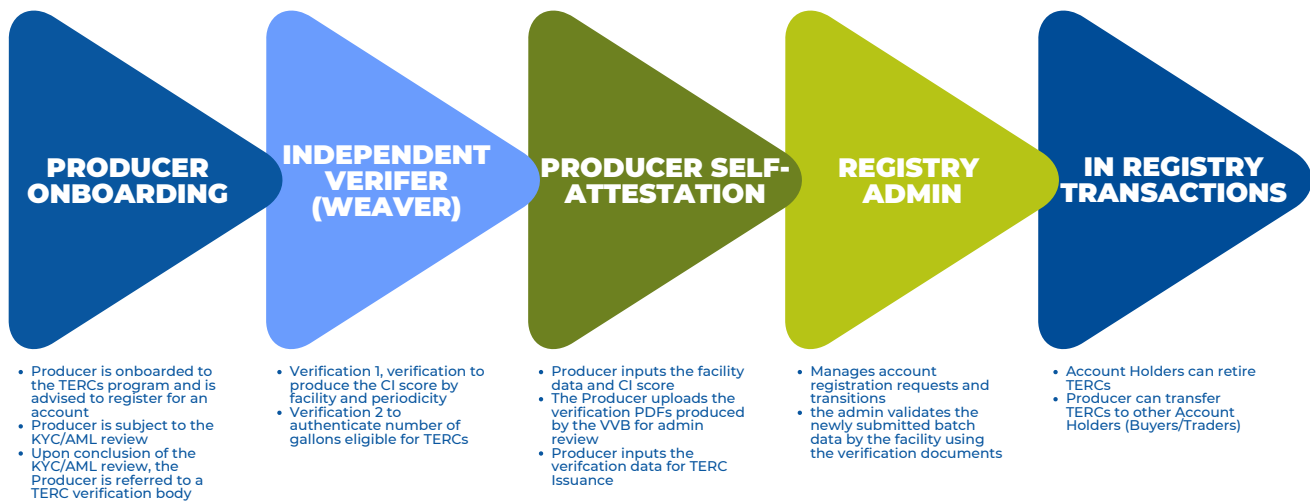 PRODUCER
ONBOARDING
INDEPENDENT
VERIFER
(WEAVER)
PRODUCER SELF-
ATTESTATION
REGISTRY
ADMIN
IN REGISTRY
TRANSACTIONS
• Producer is onboarded to
the TERCs program and is
advised to register for an
account
• Producer is subject to the
KYC/AML review
• Upon conclusion of the
KYC/AML review, the
Producer is referred to a
TERC verification body
• Verification 1, verification to
produce the CI score by
facility and periodicity
• Verification 2 to
authenticate number of
gallons eligible for TERCs
• Producer inputs the facility
data and CI score
• The Producer uploads the
verification PDFs produced
by the VVB for admin
review
• Producer inputs the
verifcation data for TERC
Issuance
• Manages account
registration requests and
transitions
• the admin validates the
newly submitted batch
data by the facility using
the verification documents
• Account Holders can retire
TERCs
• Producer can transfer
TERCs to other Account
Holders (Buyers/Traders)